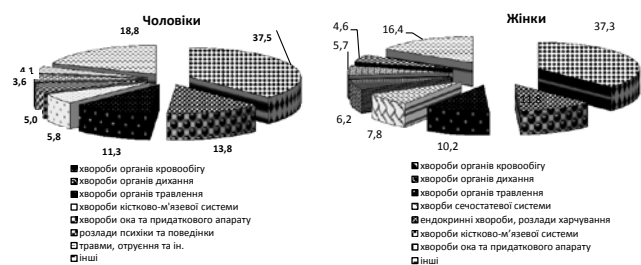 Чоловіки
18,8
37,5
4,1
3,6
5,0
5,8
11,3
13,8
хвороби органів кровообігу
хвороби органів дихання
хвороби органів травлення
хвороби кістково-м'язевої системи
хвороби ока та придаткового апарату
розлади психіки та поведінки
травми, отруєння та ін.
інші
Жінки
4,6
16,4
37,3
5,7
6,2
7,8
10,2
11,8
хвороби органів кровообігу
хвороби органів дихання
хвороби органів травлення
хворби сечостатевої системи
ендокринні хвороби, розлади харчування
хвороби кістково-м'язевої системи
хвороби ока та придаткового апарату
інші